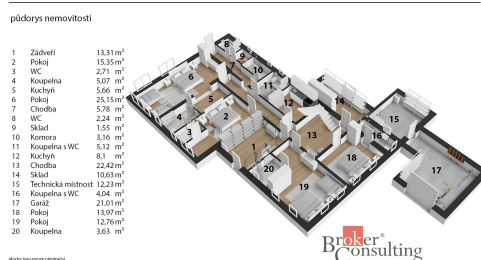 půdorys nemovitosti
1 Zádveří 13,31 m²
2 Pokoj 15,35 m²
3 WC 2,71 m²
4 Koupelna 5,07 m²
5 Kuchyň 5,66 m²
6 Pokoj 25,15 m²
7 Chodba 5,78 m²
8 WC 2,24 m²
9 Sklad 1,55 m²
10 Komora 3,16 m²
11 Koupelna s WC 5,12 m²
12 Kuchyň 8,1 m²
13 Chodba 22,42 m²
14 Sklad 10,63 m²
15 Technická místnost 12,23 m²
16 Koupelna s WC 4,04 m²
17 Garáž 21,01 m²
18 Pokoj 13,97 m²
19 Pokoj 12,76 m²
20 Koupelna 3,63 m²
8
9
7
10
6
11
5
12
14
4
2
15
3
13
16
1
18
17
20
19
Broker®
Consulting